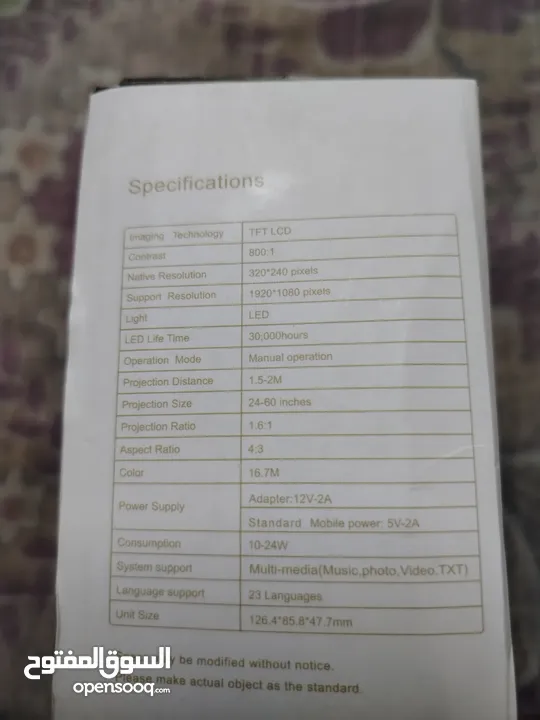 Specifications
Imaging Technology TFT LCD
Contrast 800:1
Native Resolution 320*240 pixels
Support Resolution 1920*1080 pixels
Light LED
LED Life Time 30,000hours
Operation Mode Manual operation
Projection Distance 1.5-2M
Projection Size 24-60 inches
Projection Ratio 1.6:1
Aspect Ratio 4:3
Color 16.7M
Power Supply Adapter:12V-2A
Standard Mobile power: 5V-2A
Consumption 10-24W
System support Multi-media(Music,photo,Video,TXT)
Language support 23 Languages
Unit Size 126.4*85.8*47.7mm
be modified without notice.
Please make actual object as the standard.
السوق المفتوح
opensooq.com